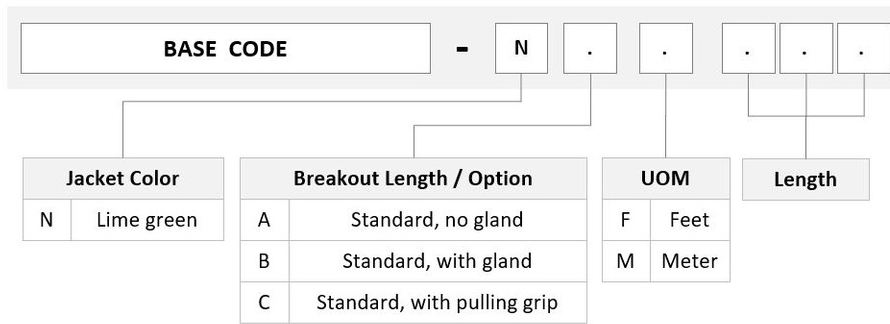 BASE CODE - N . . . . .
Jacket Color Breakout Length / Option UOM Length
N Lime green A Standard, no gland F Feet
B Standard, with gland M Meter
C Standard, with pulling grip